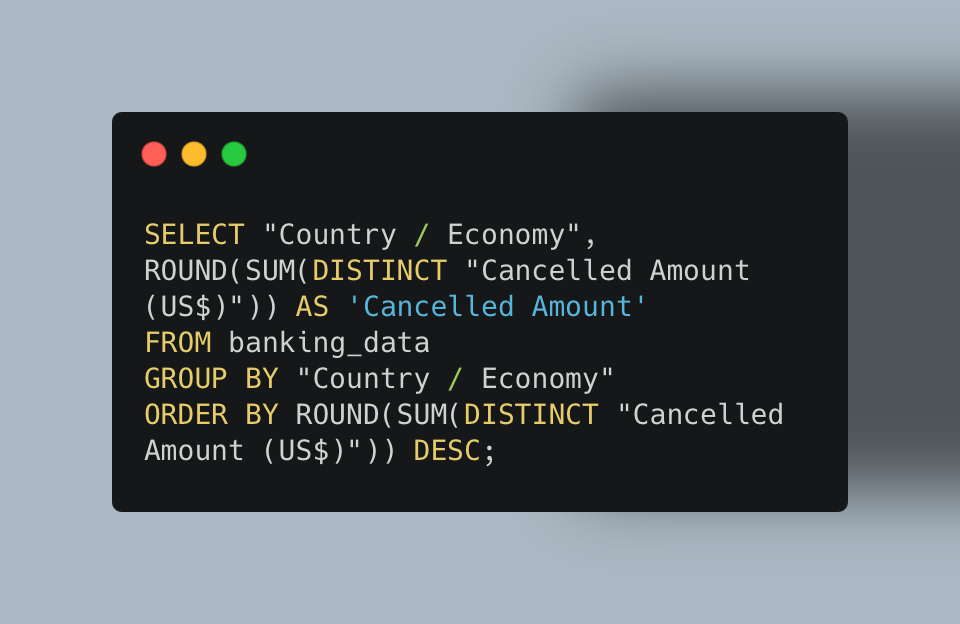 SELECT "Country / Economy",
ROUND(SUM(DISTINCT "Cancelled Amount
(US$)")) AS 'Cancelled Amount'
FROM banking_data
GROUP BY "Country / Economy"
ORDER BY ROUND(SUM(DISTINCT "Cancelled
Amount (US$)")) DESC;